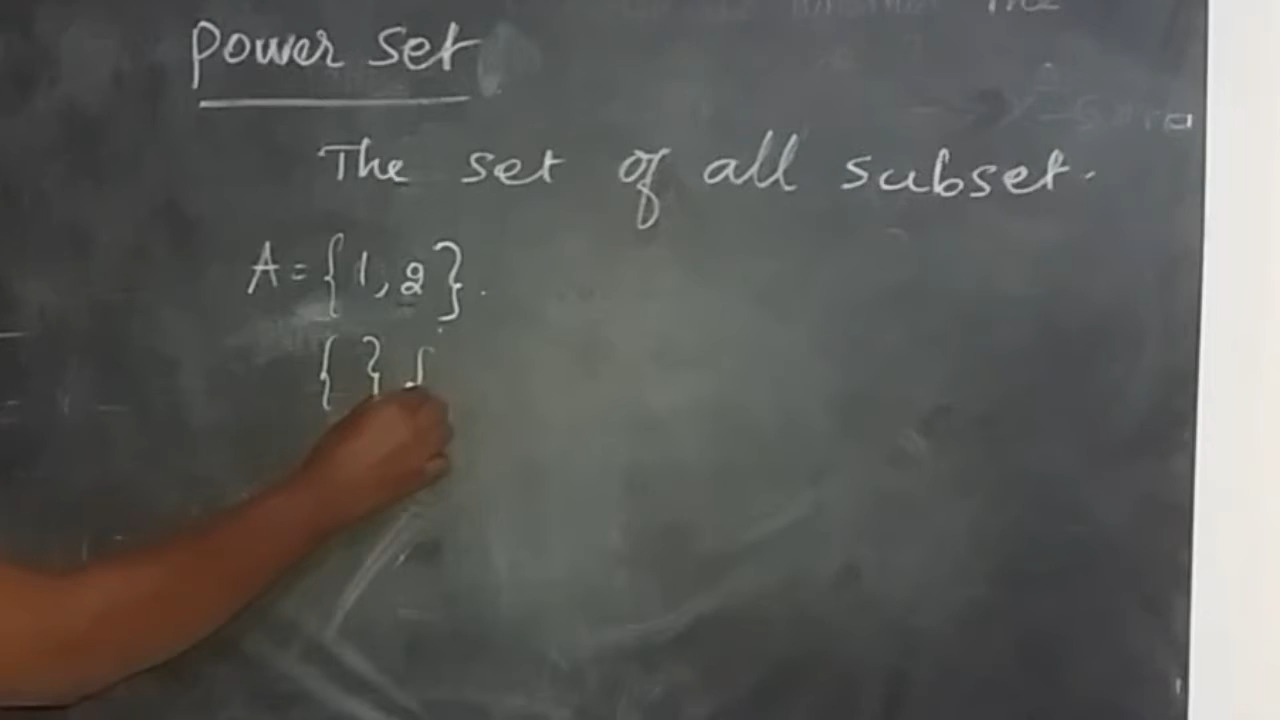 Power set
The set of all subset.
A = {1, 2}.
{ } {